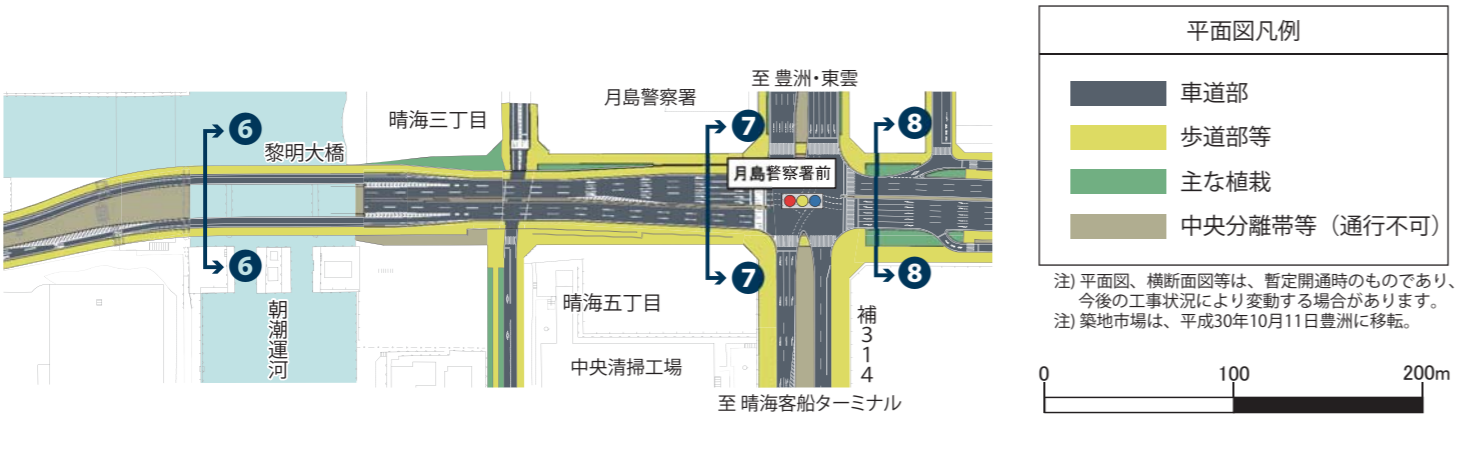 至 豊洲・東雲
月島警察署
晴海三丁目
黎明大橋
6
7
8
月島警察署前
6
7
8
朝潮運河
晴海五丁目
中央清掃工場
補314
至 晴海客船ターミナル
平面図凡例
車道部
歩道部等
主な植栽
中央分離帯等（通行不可）
注) 平面図、横断面図等は、暫定開通時のものであり、
今後の工事状況により変動する場合があります。
注) 築地市場は、平成30年10月11日豊洲に移転。
0 100 200m